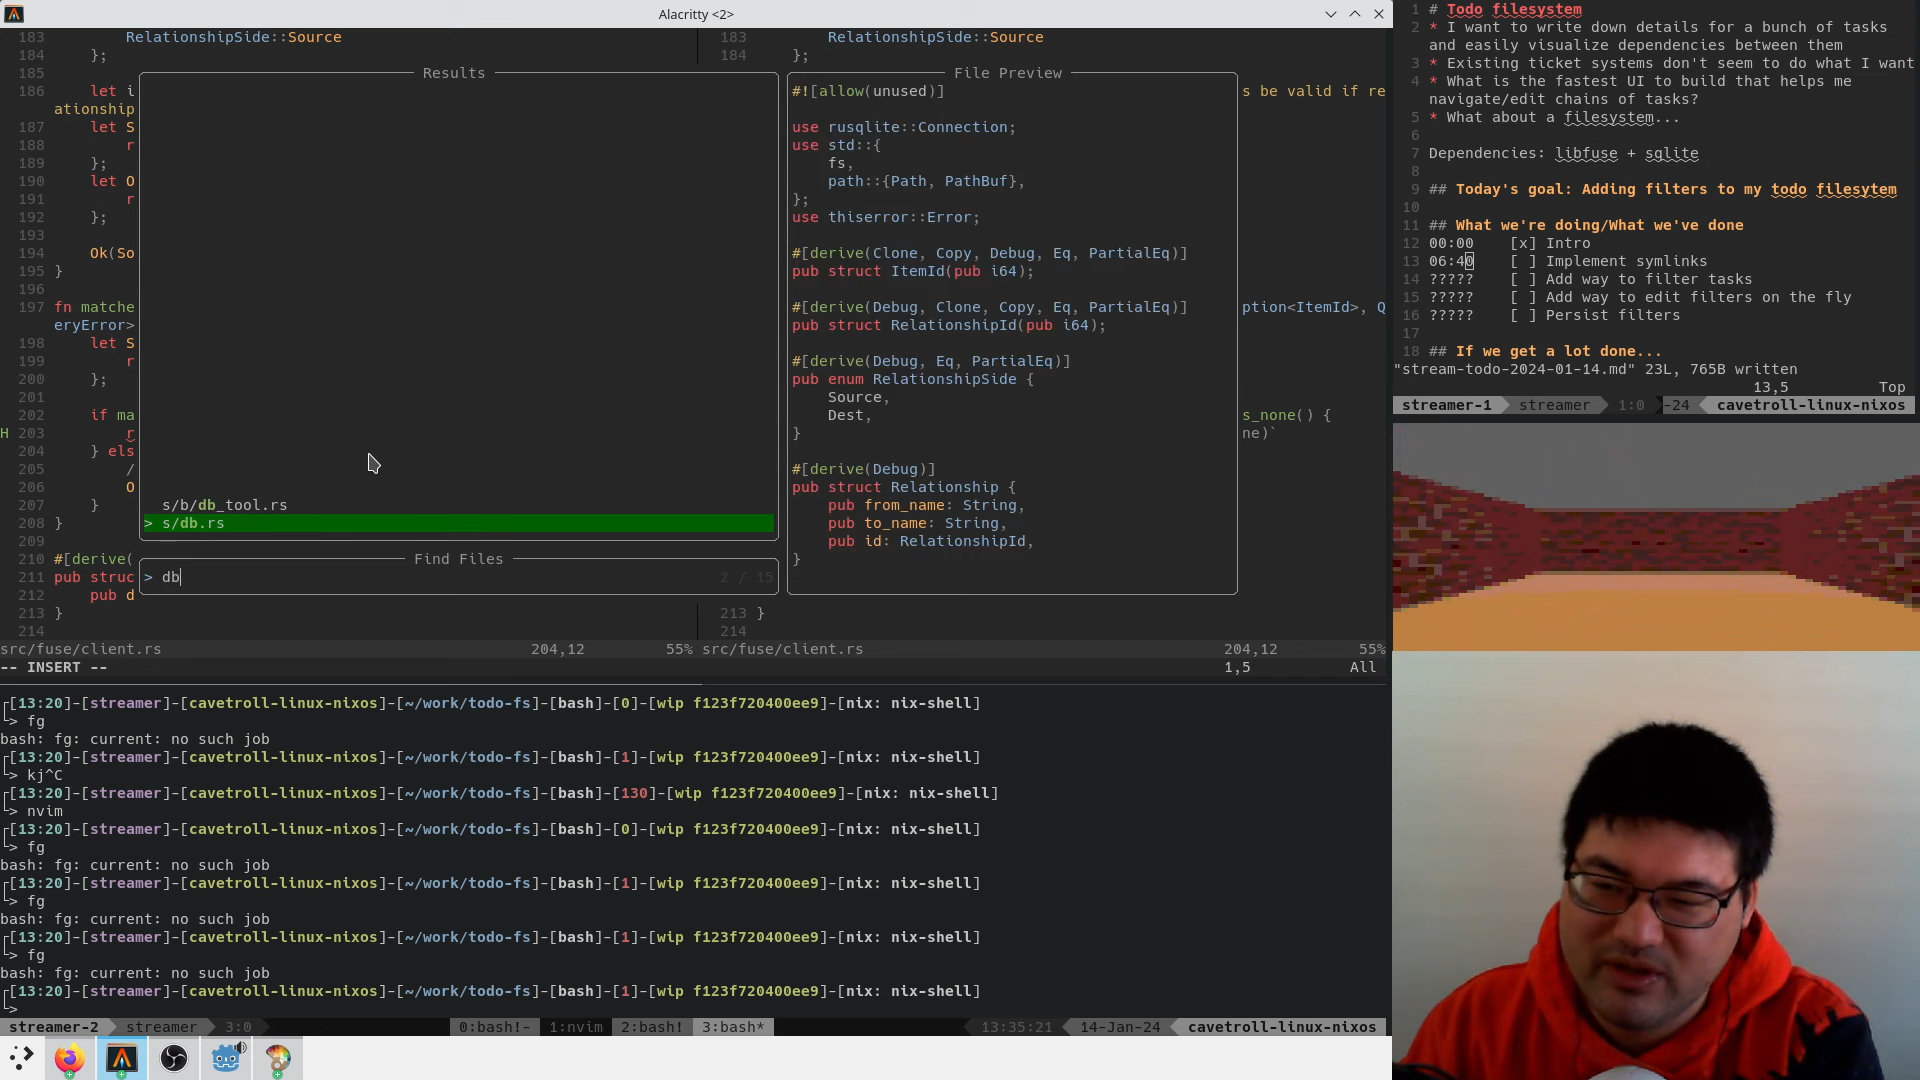 Alacritty <2>
183 RelationshipSide::Source
184 };
185
186 let i
ationship
187 let S
188 r
189 };
190 let O
191 r
192 };
193
194 Ok(So
195 }
196
197 fn matche
eryError>
198 let S
199 r
200 };
201
202 if ma
H 203 r
204 } els
205 /
206 O
207 }
208 }
209
210 #[derive(
211 pub struc
212 pub d
213 }
214
Results
s/b/db_tool.rs
> s/db.rs
Find Files
> db 2 / 15
183 RelationshipSide::Source
184 };
File Preview
#![allow(unused)]
use rusqlite::Connection;
use std::{
fs,
path::{Path, PathBuf},
};
use thiserror::Error;
#[derive(Clone, Copy, Debug, Eq, PartialEq)]
pub struct ItemId(pub i64);
#[derive(Debug, Clone, Copy, Eq, PartialEq)]
pub struct RelationshipId(pub i64);
#[derive(Debug, Eq, PartialEq)]
pub enum RelationshipSide {
Source,
Dest,
}
#[derive(Debug)]
pub struct Relationship {
pub from_name: String,
pub to_name: String,
pub id: RelationshipId,
}
s be valid if re
ption<ItemId>, Q
s_none() {
ne)`
213 }
214
src/fuse/client.rs 204,12 55%
src/fuse/client.rs 204,12 55%
-- INSERT -- 1,5 All
┌[13:20]-[streamer]-[cavetroll-linux-nixos]-[~/work/todo-fs]-[bash]-[0]-[wip f123f720400ee9]-[nix: nix-shell]
└> fg
bash: fg: current: no such job
┌[13:20]-[streamer]-[cavetroll-linux-nixos]-[~/work/todo-fs]-[bash]-[1]-[wip f123f720400ee9]-[nix: nix-shell]
└> kj^C
┌[13:20]-[streamer]-[cavetroll-linux-nixos]-[~/work/todo-fs]-[bash]-[130]-[wip f123f720400ee9]-[nix: nix-shell]
└> nvim
┌[13:20]-[streamer]-[cavetroll-linux-nixos]-[~/work/todo-fs]-[bash]-[0]-[wip f123f720400ee9]-[nix: nix-shell]
└> fg
bash: fg: current: no such job
┌[13:20]-[streamer]-[cavetroll-linux-nixos]-[~/work/todo-fs]-[bash]-[1]-[wip f123f720400ee9]-[nix: nix-shell]
└> fg
bash: fg: current: no such job
┌[13:20]-[streamer]-[cavetroll-linux-nixos]-[~/work/todo-fs]-[bash]-[1]-[wip f123f720400ee9]-[nix: nix-shell]
└> fg
bash: fg: current: no such job
┌[13:20]-[streamer]-[cavetroll-linux-nixos]-[~/work/todo-fs]-[bash]-[1]-[wip f123f720400ee9]-[nix: nix-shell]
└>
streamer-2 streamer 3:0 0:bash!- 1:nvim 2:bash! 3:bash* 13:35:21 14-Jan-24 cavetroll-linux-nixos
1 # Todo filesystem
2 * I want to write down details for a bunch of tasks
and easily visualize dependencies between them
3 * Existing ticket systems don't seem to do what I want
4 * What is the fastest UI to build that helps me
navigate/edit chains of tasks?
5 * What about a filesystem...
6
7 Dependencies: libfuse + sqlite
8
9 ## Today's goal: Adding filters to my todo filesytem
10
11 ## What we're doing/What we've done
12 00:00 [x] Intro
13 06:40 [ ] Implement symlinks
14 ????? [ ] Add way to filter tasks
15 ????? [ ] Add way to edit filters on the fly
16 ????? [ ] Persist filters
17
18 ## If we get a lot done...
"stream-todo-2024-01-14.md" 23L, 765B written
13,5 Top
streamer-1 streamer 1:0 -24 cavetroll-linux-nixos